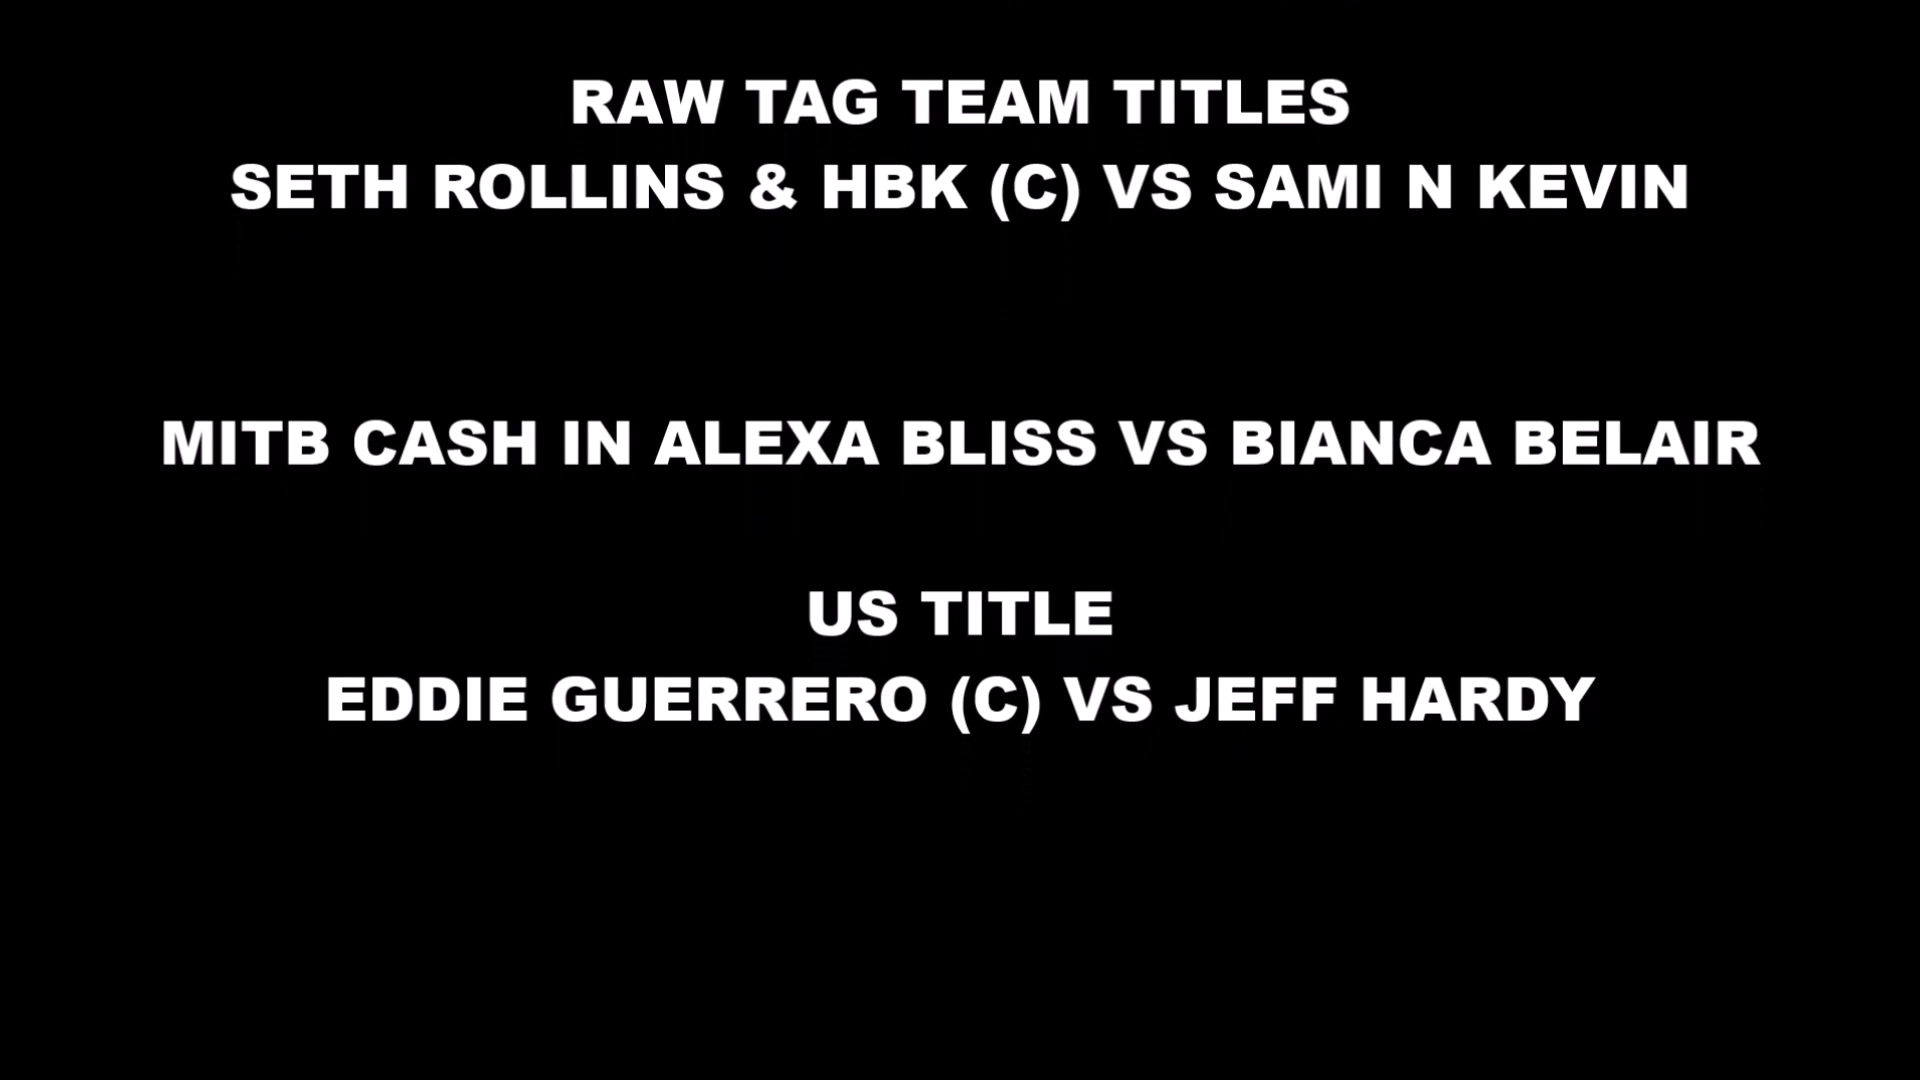 RAW TAG TEAM TITLES
SETH ROLLINS & HBK (C) VS SAMI N KEVIN
MITB CASH IN ALEXA BLISS VS BIANCA BELAIR
US TITLE
EDDIE GUERRERO (C) VS JEFF HARDY